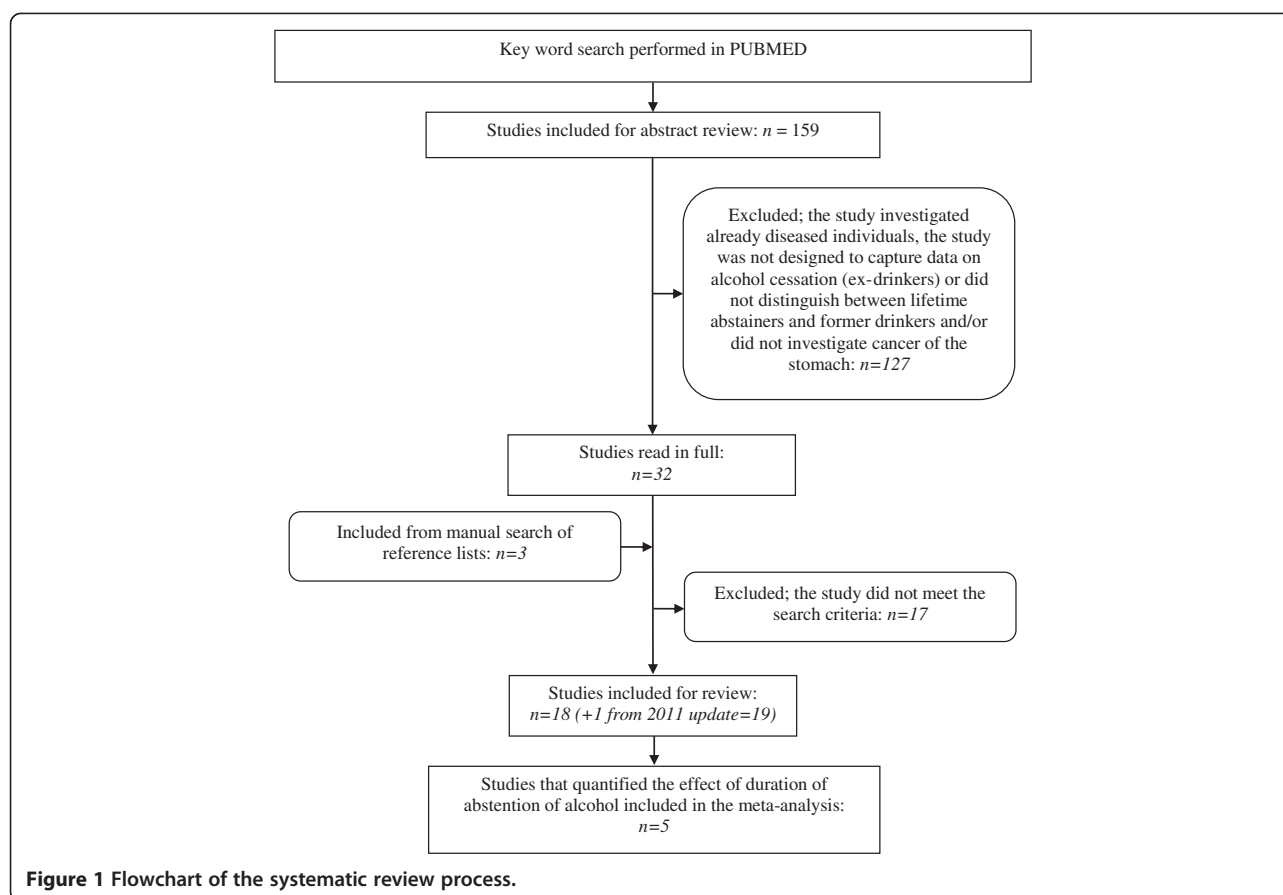 Key word search performed in PUBMED
Studies included for abstract review: n = 159
Excluded; the study investigated
already diseased individuals, the study
was not designed to capture data on
alcohol cessation (ex-drinkers) or did
not distinguish between lifetime
abstainers and former drinkers and/or
did not investigate cancer of the
stomach: n=127
Studies read in full:
n=32
Included from manual search of
reference lists: n=3
Excluded; the study did not meet the
search criteria: n=17
Studies included for review:
n=18 (+1 from 2011 update=19)
Studies that quantified the effect of duration of
abstention of alcohol included in the meta-analysis:
n=5
Figure 1 Flowchart of the systematic review process.